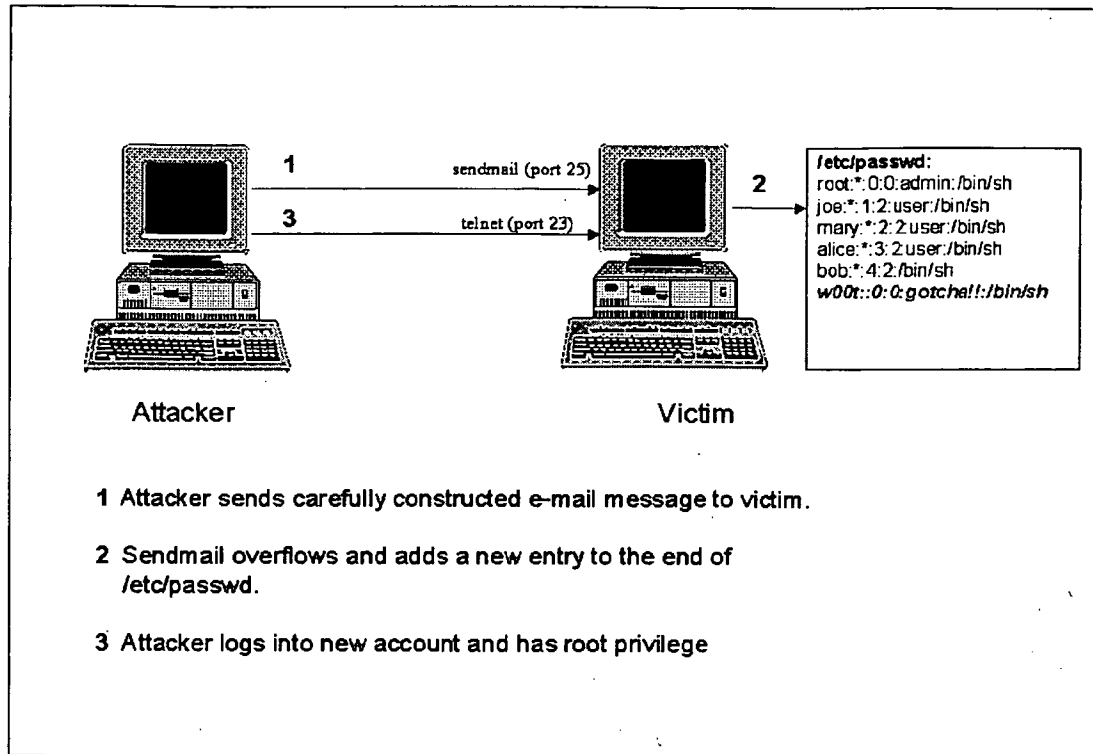 1
sendmail (port 25)
3
telnet (port 23)
2
/etc/passwd:
root:*:0:0:admin:/bin/sh
joe:*:1:2:user:/bin/sh
mary:*:2:2:user:/bin/sh
alice:*:3:2:user:/bin/sh
bob:*:4:2:/bin/sh
w00t::0:0:gotcha!!:/bin/sh
Attacker
Victim
1 Attacker sends carefully constructed e-mail message to victim.
2 Sendmail overflows and adds a new entry to the end of
/etc/passwd.
3 Attacker logs into new account and has root privilege